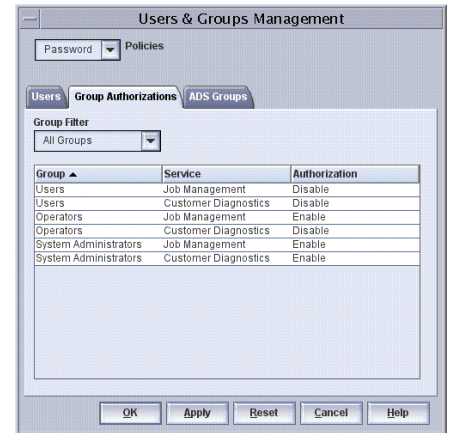 Users & Groups Management
Password Policies
Users Group Authorizations ADS Groups
Group Filter
All Groups
Group Service Authorization
Users Job Management Disable
Users Customer Diagnostics Disable
Operators Job Management Enable
Operators Customer Diagnostics Disable
System Administrators Job Management Enable
System Administrators Customer Diagnostics Enable
OK Apply Reset Cancel Help